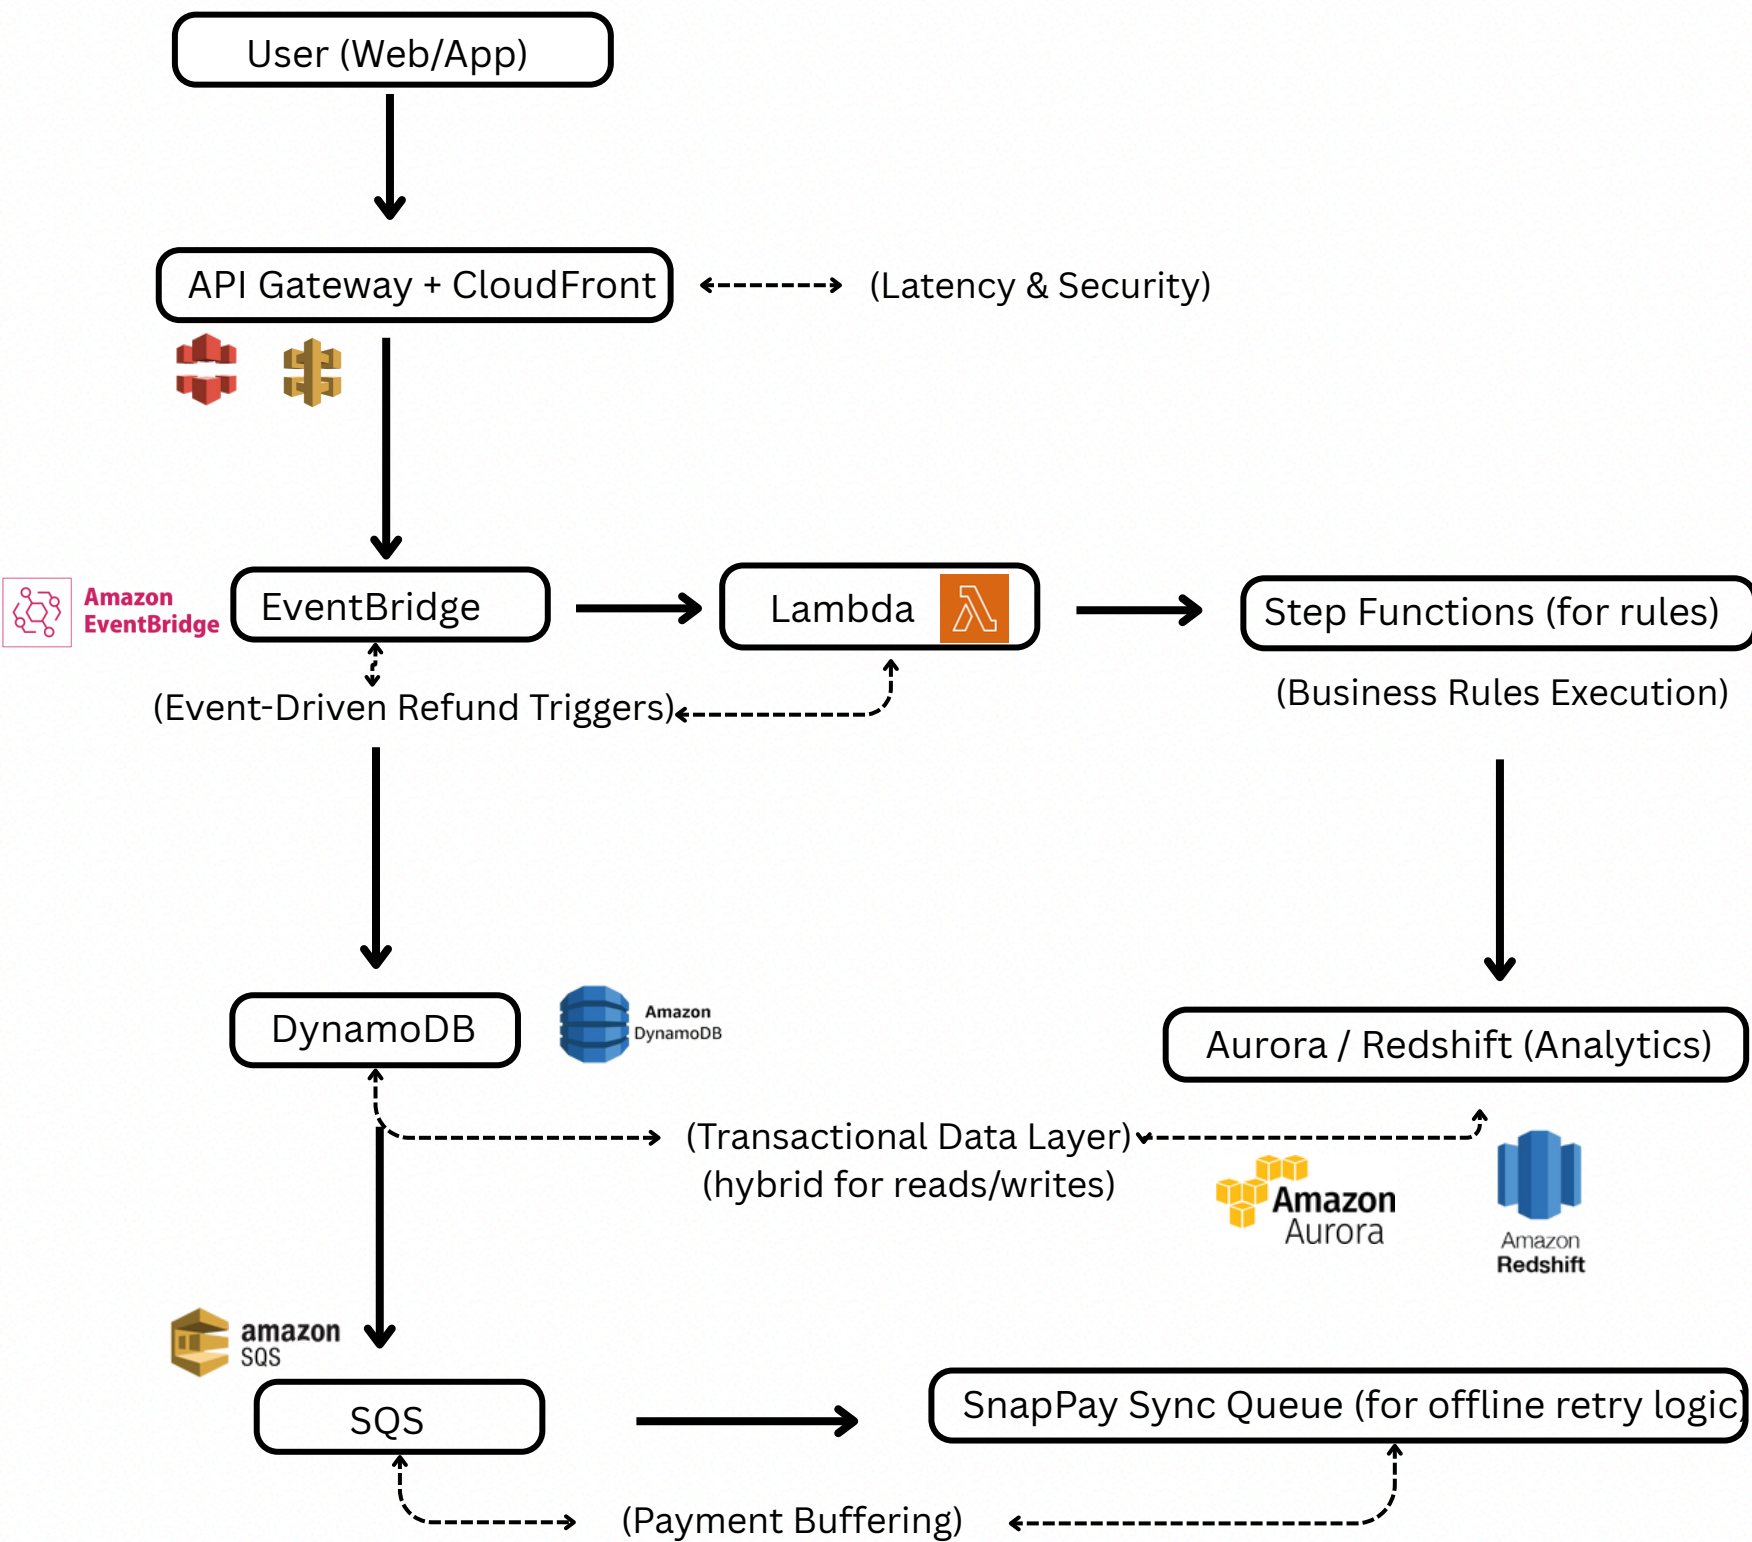 User (Web/App)
API Gateway + CloudFront
(Latency & Security)
Amazon
EventBridge
EventBridge
Lambda
Step Functions (for rules)
(Event-Driven Refund Triggers)
(Business Rules Execution)
DynamoDB
Amazon
DynamoDB
Aurora / Redshift (Analytics)
(Transactional Data Layer)
(hybrid for reads/writes)
Amazon
Aurora
Amazon
Redshift
amazon
SQS
SQS
SnapPay Sync Queue (for offline retry logic)
(Payment Buffering)